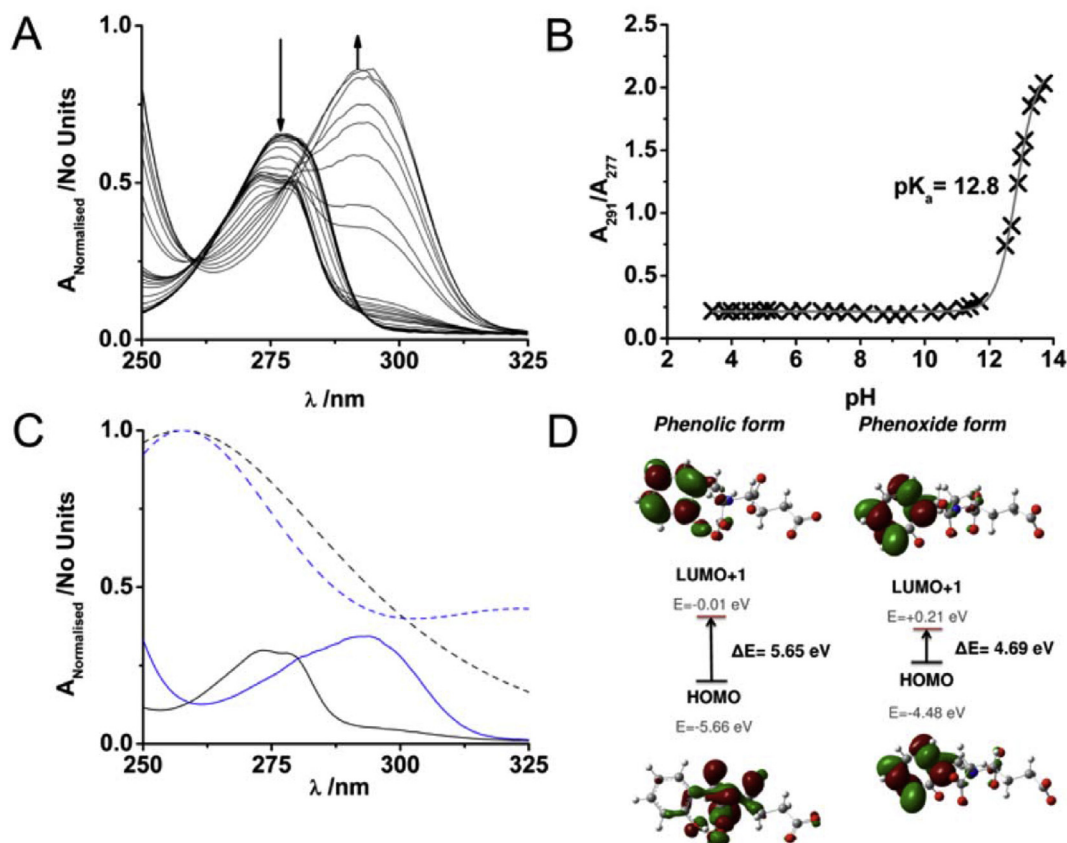 A
1.0
0.5
0.0
A_Normalised /No Units
250
275
300
325
λ /nm
B
2.5
2.0
1.5
1.0
0.5
0.0
A_291/A_277
pK_a = 12.8
2
4
6
8
10
12
14
pH
C
1.0
0.5
0.0
A_Normalised /No Units
250
275
300
325
λ /nm
D
Phenolic form
LUMO+1
E=-0.01 eV
ΔE= 5.65 eV
HOMO
E=-5.66 eV
Phenoxide form
LUMO+1
E=+0.21 eV
ΔE= 4.69 eV
HOMO
E=-4.48 eV